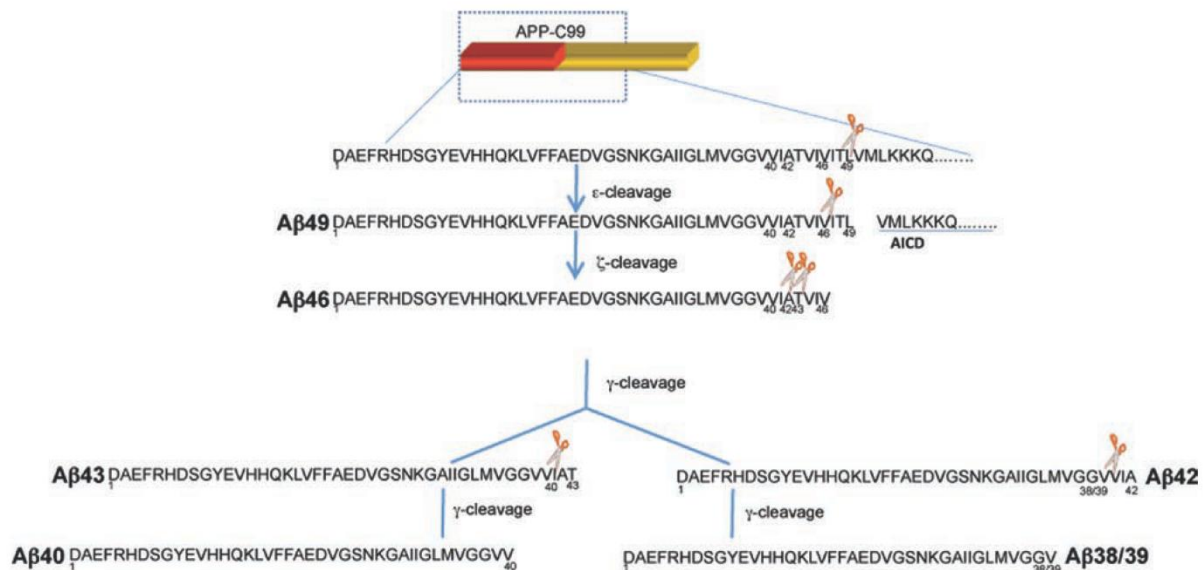 APP-C99
DAEFRHDSGYEVHHQKLVFFAEDVGSNKGAIIGLMVGGVVIATVIVITLVMLKKKQ........
1 40 42 46 49
ε-cleavage
Aβ49 DAEFRHDSGYEVHHQKLVFFAEDVGSNKGAIIGLMVGGVVIATVIVITL VMLKKKQ........
1 40 42 46 49 AICD
ζ-cleavage
Aβ46 DAEFRHDSGYEVHHQKLVFFAEDVGSNKGAIIGLMVGGVVIATVIV
1 40 42 43 46
γ-cleavage
Aβ43 DAEFRHDSGYEVHHQKLVFFAEDVGSNKGAIIGLMVGGVVIAT DAEFRHDSGYEVHHQKLVFFAEDVGSNKGAIIGLMVGGVVIA Aβ42
1 40 43 1 38/39 42
γ-cleavage γ-cleavage
Aβ40 DAEFRHDSGYEVHHQKLVFFAEDVGSNKGAIIGLMVGGVV DAEFRHDSGYEVHHQKLVFFAEDVGSNKGAIIGLMVGGV Aβ38/39
1 40 1 38/39